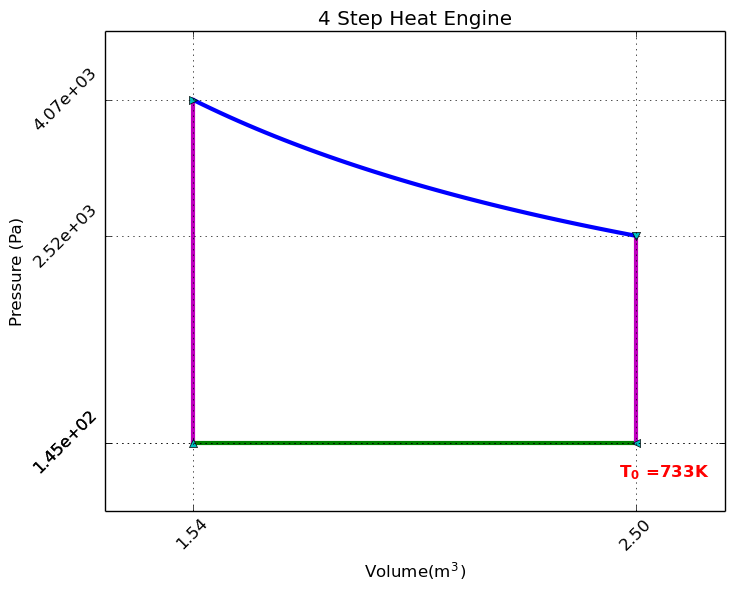 4 Step Heat Engine
4.07e+03
2.52e+03
1.45e+02
Pressure (Pa)
T₀ =733K
1.54
2.50
Volume(m³)